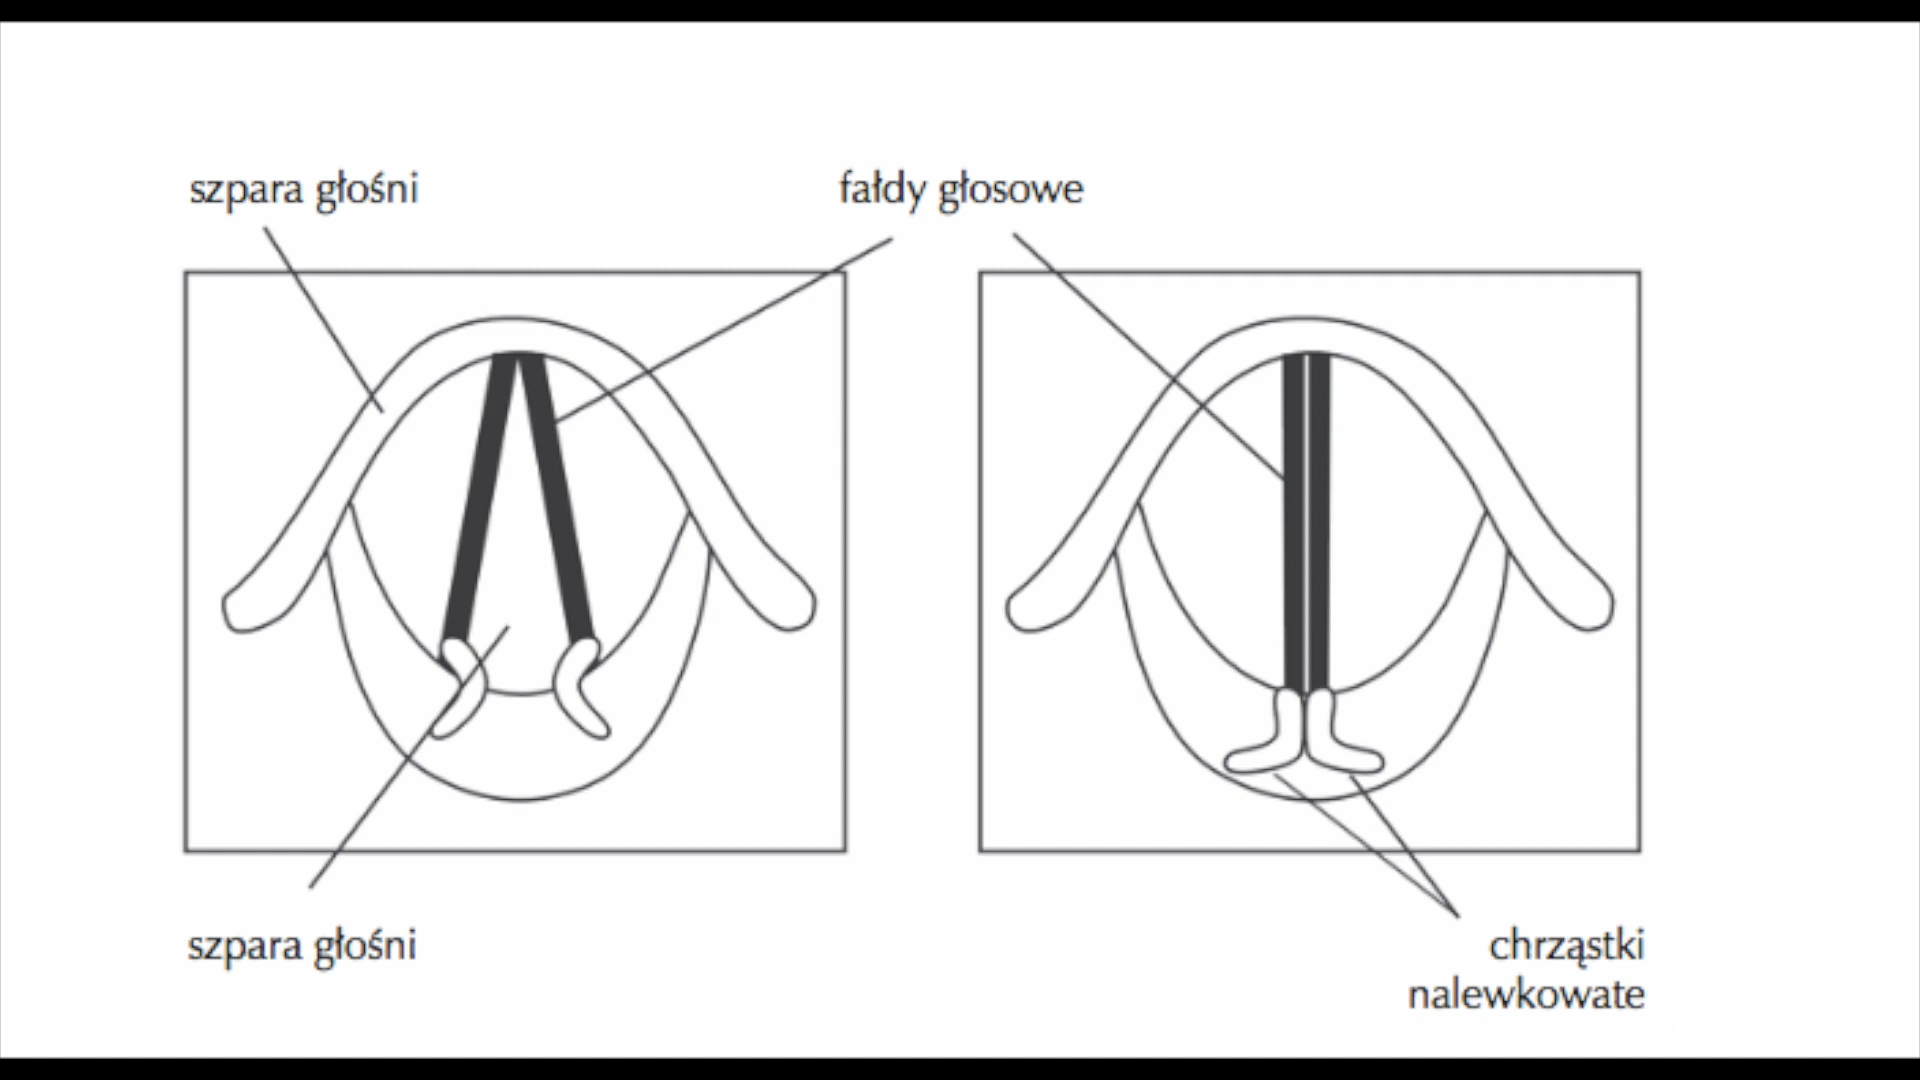 szpara głośni
fałdy głosowe
szpara głośni
chrząstki
nalewkowate